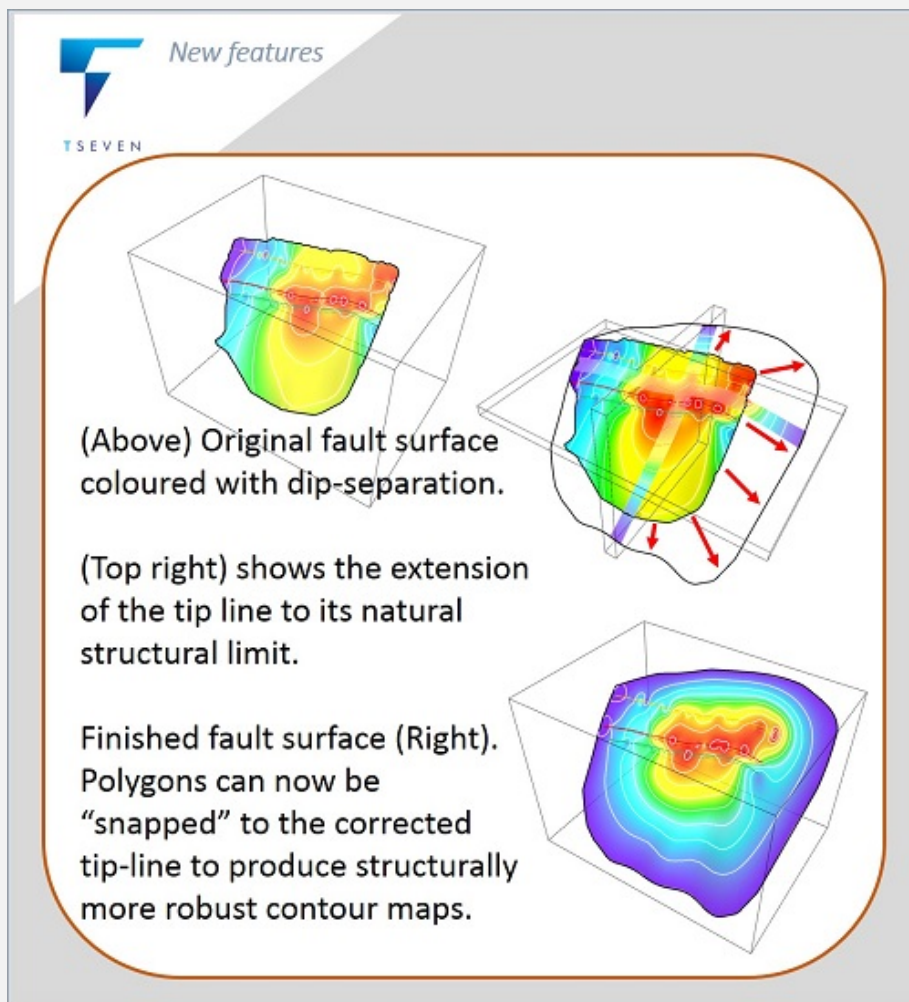 New features
TSEVEN
(Above) Original fault surface
coloured with dip-separation.
(Top right) shows the extension
of the tip line to its natural
structural limit.
Finished fault surface (Right).
Polygons can now be
“snapped” to the corrected
tip-line to produce structurally
more robust contour maps.